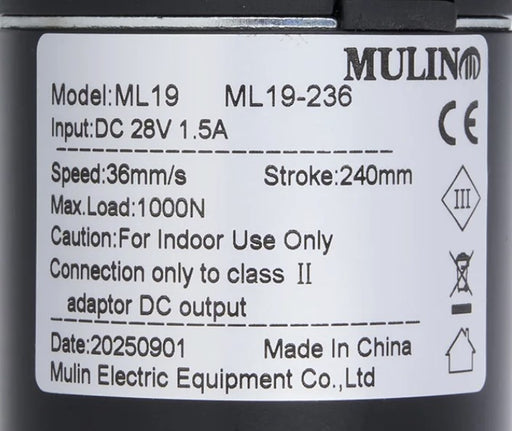 MULIN
Model:ML19 ML19-236
Input:DC 28V 1.5A
CE
Speed:36mm/s Stroke:240mm
III
Max.Load:1000N
Caution:For Indoor Use Only
Connection only to class II
adaptor DC output
Date:20250901 Made In China
Mulin Electric Equipment Co.,Ltd